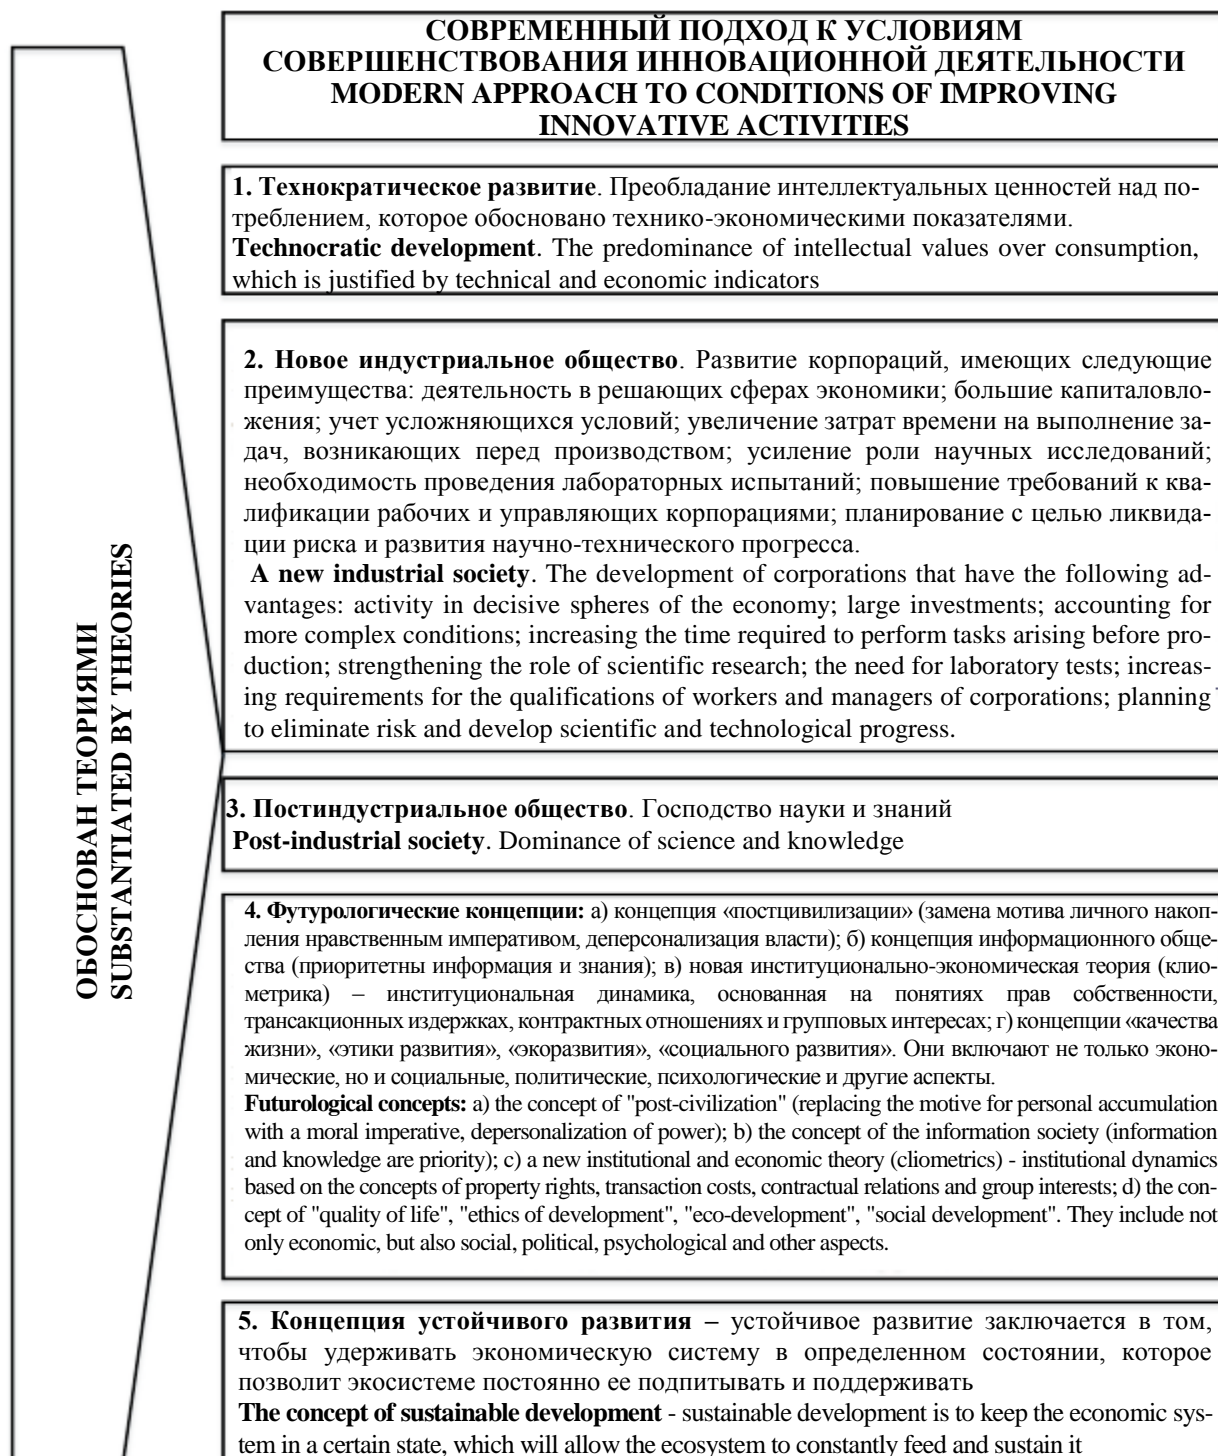 СОВРЕМЕННЫЙ ПОДХОД К УСЛОВИЯМ
СОВЕРШЕНСТВОВАНИЯ ИННОВАЦИОННОЙ ДЕЯТЕЛЬНОСТИ
MODERN APPROACH TO CONDITIONS OF IMPROVING
INNOVATIVE ACTIVITIES
ОБОСНОВАН ТЕОРИЯМИ
SUBSTANTIATED BY THEORIES
1. Технократическое развитие. Преобладание интеллектуальных ценностей над по-
треблением, которое обосновано технико-экономическими показателями.
Technocratic development. The predominance of intellectual values over consumption,
which is justified by technical and economic indicators
2. Новое индустриальное общество. Развитие корпораций, имеющих следующие
преимущества: деятельность в решающих сферах экономики; большие капиталовло-
жения; учет усложняющихся условий; увеличение затрат времени на выполнение за-
дач, возникающих перед производством; усиление роли научных исследований;
необходимость проведения лабораторных испытаний; повышение требований к ква-
лификации рабочих и управляющих корпорациями; планирование с целью ликвида-
ции риска и развития научно-технического прогресса.
A new industrial society. The development of corporations that have the following ad-
vantages: activity in decisive spheres of the economy; large investments; accounting for
more complex conditions; increasing the time required to perform tasks arising before pro-
duction; strengthening the role of scientific research; the need for laboratory tests; increas-
ing requirements for the qualifications of workers and managers of corporations; planning
to eliminate risk and develop scientific and technological progress.
3. Постиндустриальное общество. Господство науки и знаний
Post-industrial society. Dominance of science and knowledge
4. Футурологические концепции: а) концепция «постцивилизации» (замена мотива личного накоп-
ления нравственным императивом, деперсонализация власти); б) концепция информационного обще-
ства (приоритетны информация и знания); в) новая институционально-экономическая теория (клио-
метрика) – институциональная динамика, основанная на понятиях прав собственности,
трансакционных издержках, контрактных отношениях и групповых интересах; г) концепции «качества
жизни», «этики развития», «экоразвития», «социального развития». Они включают не только эконо-
мические, но и социальные, политические, психологические и другие аспекты.
Futurological concepts: a) the concept of "post-civilization" (replacing the motive for personal accumulation
with a moral imperative, depersonalization of power); b) the concept of the information society (information
and knowledge are priority); c) a new institutional and economic theory (cliometrics) - institutional dynamics
based on the concepts of property rights, transaction costs, contractual relations and group interests; d) the con-
cept of "quality of life", "ethics of development", "eco-development", "social development". They include not
only economic, but also social, political, psychological and other aspects.
5. Концепция устойчивого развития – устойчивое развитие заключается в том,
чтобы удерживать экономическую систему в определенном состоянии, которое
позволит экосистеме постоянно ее подпитывать и поддерживать
The concept of sustainable development - sustainable development is to keep the economic sys-
tem in a certain state, which will allow the ecosystem to constantly feed and sustain it